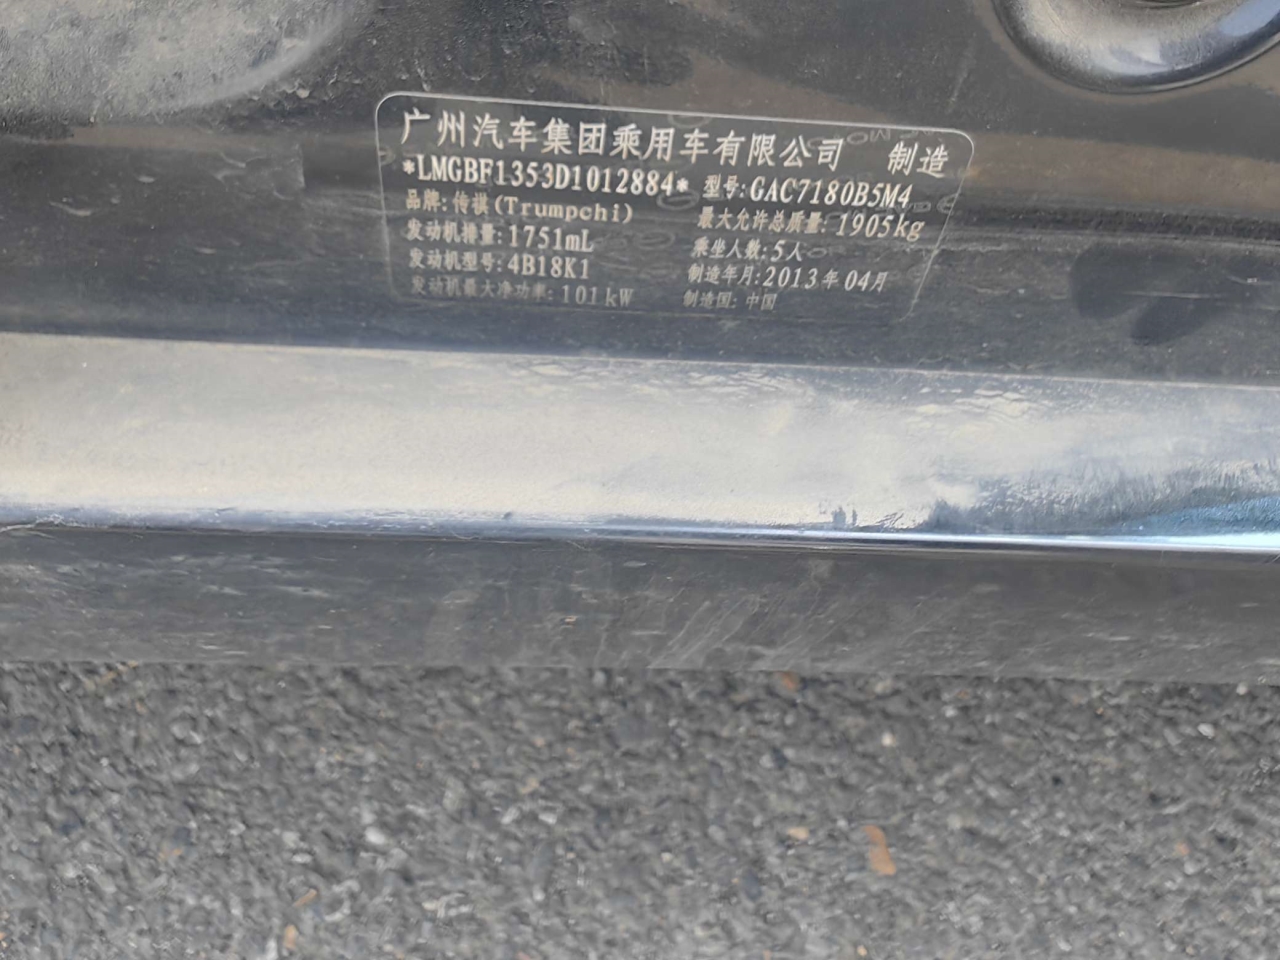 广州汽车集团乘用车有限公司 制造
*LMGBF1353D1012884* 型号:GAC7180B5M4
品牌:传祺(Trumpchi) 最大允许总质量:1905kg
发动机排量:1751mL 乘坐人数:5人
发动机型号:4B18K1 制造年月:2013年04月
发动机最大净功率:101kW 制造国:中国